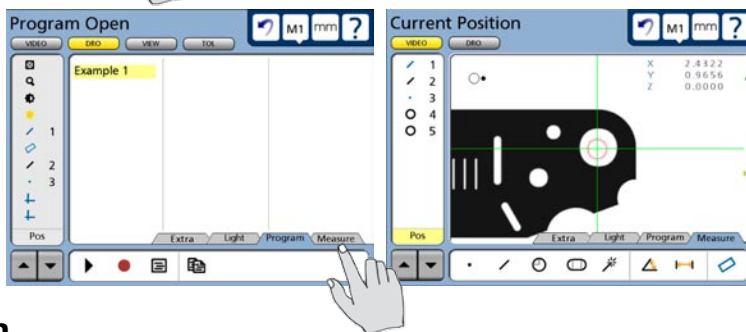 Program Open
M1 mm ?
VIDEO DRO VIEW TOL
Example 1
1
2
3
Pos
Extra Light Program Measure
Current Position
M1 mm ?
VIDEO DRO
1
2
3
4
5
X 2.4322
Y 0.9656
Z 0.0000
Pos
Extra Light Program Measure